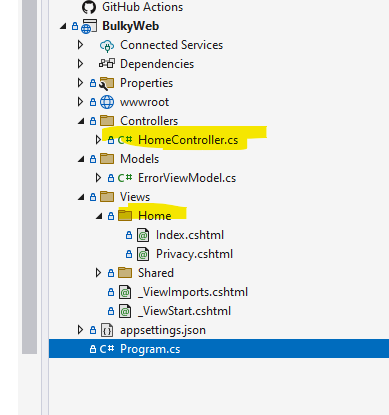 GitHub Actions
BulkyWeb
Connected Services
Dependencies
Properties
wwwroot
Controllers
C# HomeController.cs
Models
C# ErrorViewModel.cs
Views
Home
Index.cshtml
Privacy.cshtml
Shared
_ViewImports.cshtml
_ViewStart.cshtml
appsettings.json
C# Program.cs